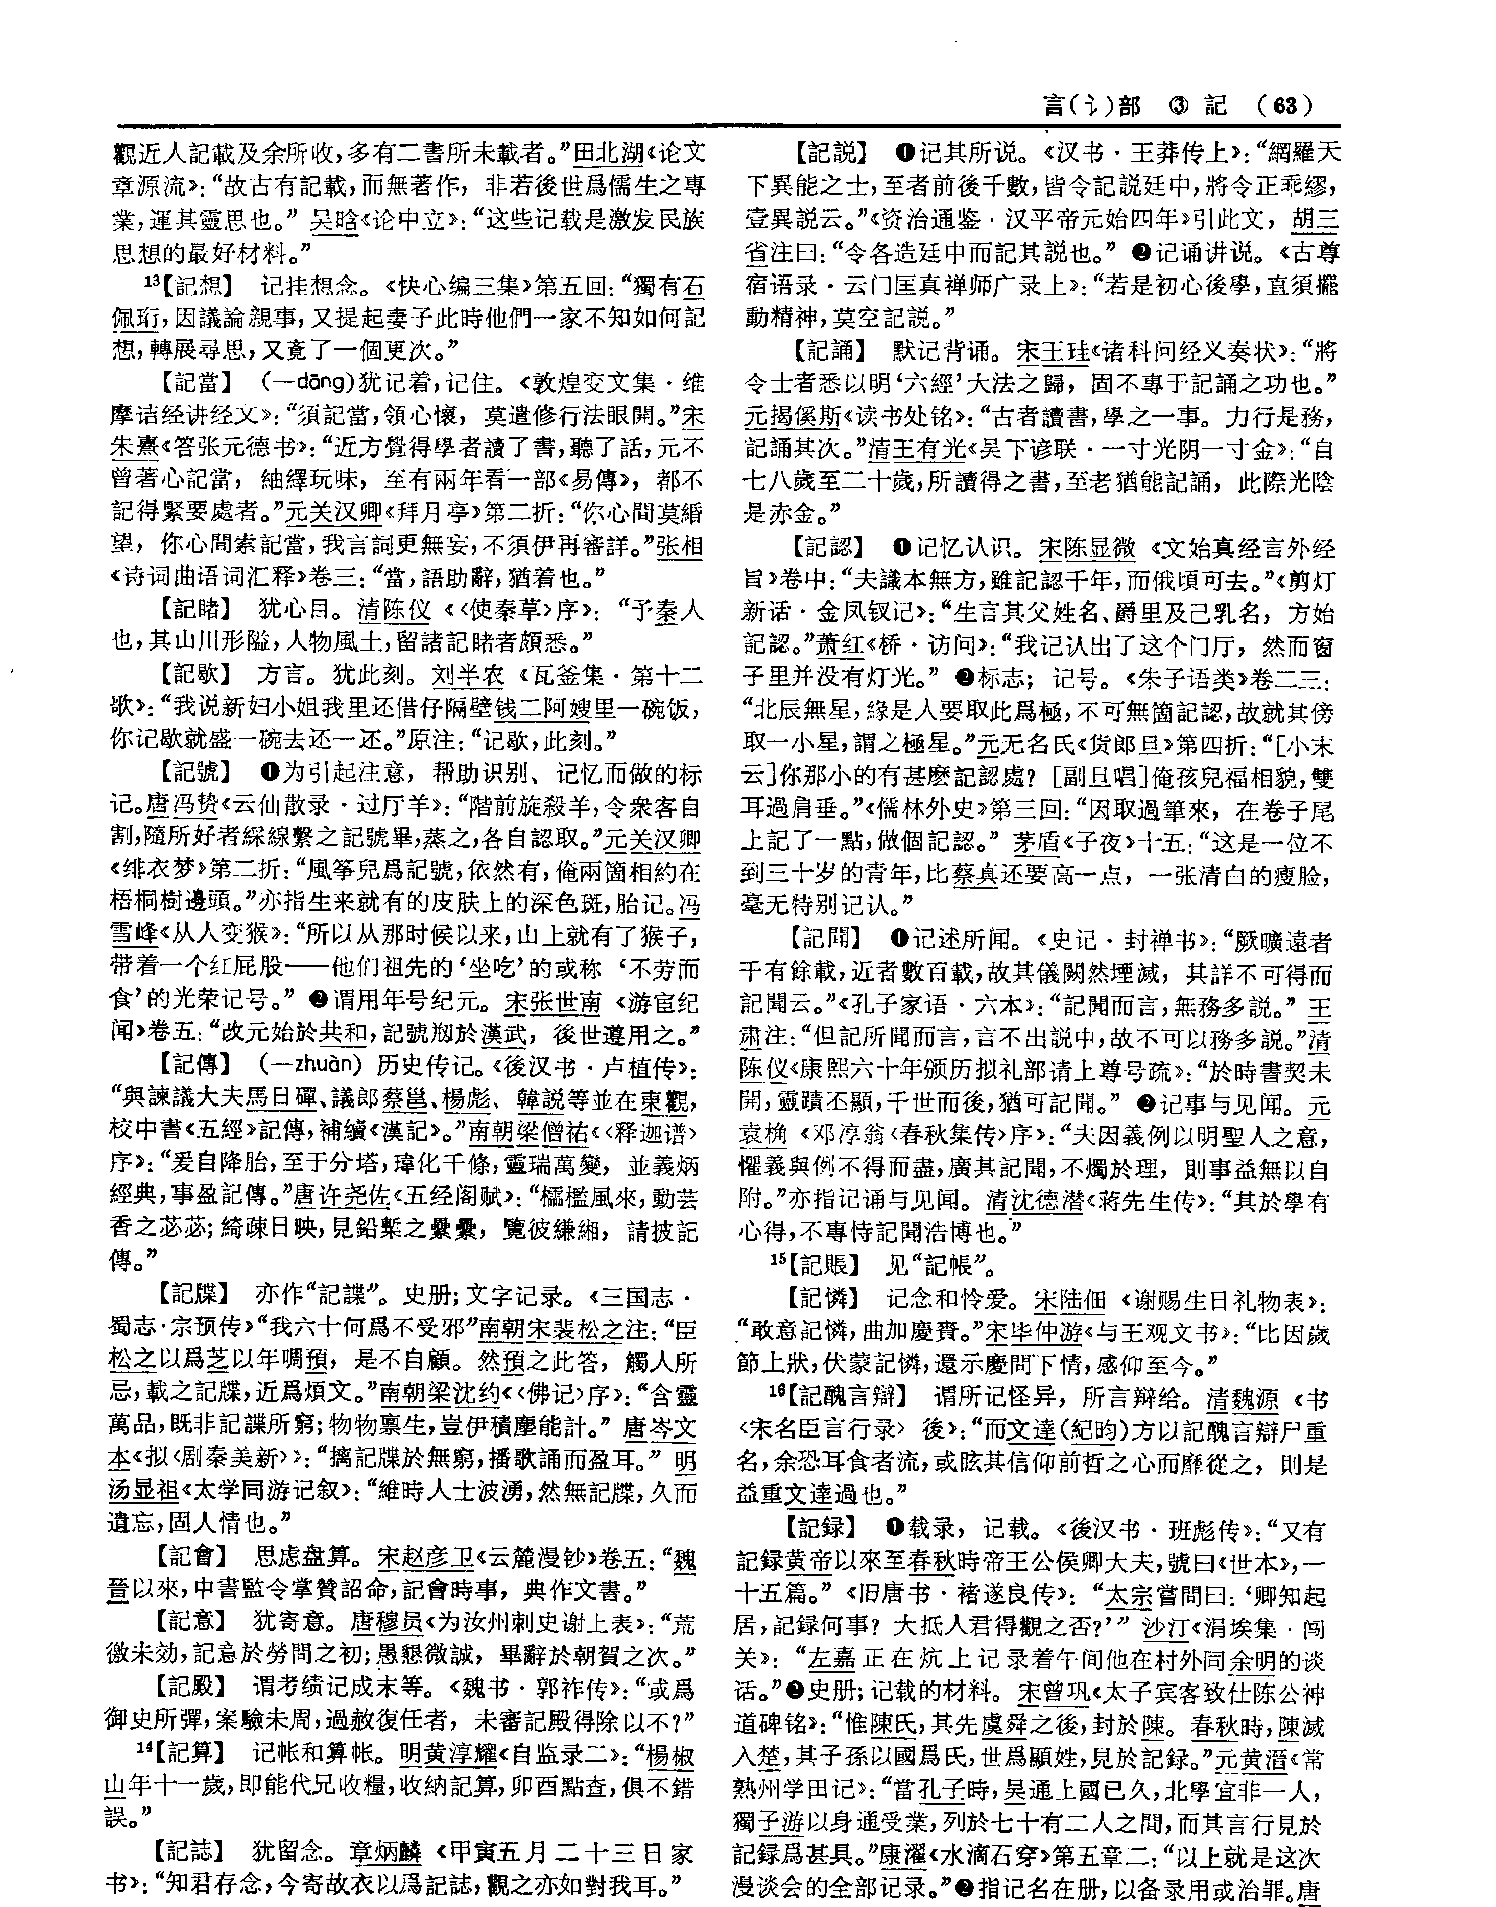 言(讠)部 ③ 記 (63)
觀近人記載及余所收，多有二書所未載者。”田北湖《论文
章源流》：“故古有記載，而無著作，非若後世爲儒生之專
業，運其靈思也。” 吴晗《论中立》：“这些记载是激发民族
思想的最好材料。”
13【記想】 记挂想念。《快心编三集》第五回：“獨有石
佩珩，因議論親事，又提起妻子此時他們一家不知如何記
想，轉展尋思，又竟了一個更次。”
【記當】 （—dāng）犹记着，记住。《敦煌变文集·维
摩诘经讲经文》：“須記當，領心懷，莫遣修行法眼開。”宋
朱熹《答张元德书》：“近方覺得學者讀了書，聽了話，元不
曾著心記當，紬繹玩味，至有兩年看一部《易傳》，都不
記得緊要處者。”元关汉卿《拜月亭》第二折：“你心間莫緍
望，你心間索記當，我言詞更無妄，不須伊再審詳。”张相
《诗词曲语词汇释》卷三：“當，語助辭，猶着也。”
【記睹】 犹心目。清陈仪《〈使秦草〉序》：“予秦人
也，其山川形隘，人物風土，留諸記睹者頗悉。”
【記歇】 方言。犹此刻。刘半农《瓦釜集·第十二
歌》：“我说新妇小姐我里还借仔隔壁钱二阿嫂里一碗饭，
你记歇就盛一碗去还一还。”原注：“记歇，此刻。”
【記號】 ❶为引起注意，帮助识别、记忆而做的标
记。唐冯贽《云仙散录·过厅羊》：“階前旋殺羊，令衆客自
割，隨所好者綵線繫之記號畢，蒸之，各自認取。”元关汉卿
《绯衣梦》第二折：“風筝兒爲記號，依然有，俺兩箇相約在
梧桐樹邊頭。”亦指生来就有的皮肤上的深色斑，胎记。冯
雪峰《从人变猴》：“所以从那时候以来，山上就有了猴子，
带着一个红屁股——他们祖先的‘坐吃’的或称‘不劳而
食’的光荣记号。” ❷谓用年号纪元。宋张世南《游宦纪
闻》卷五：“改元始於共和，記號刱於漢武，後世遵用之。”
【記傳】 （—zhuàn）历史传记。《後汉书·卢植传》：
“與諫議大夫馬日磾、議郎蔡邕、楊彪、韓説等並在東觀，
校中書《五經》記傳，補續《漢記》。”南朝梁僧祐《〈释迦谱〉
序》：“爰自降胎，至于分塔，瑋化千條，靈瑞萬變，並義炳
經典，事盈記傳。”唐许尧佐《五经阁赋》：“櫺檻風來，動芸
香之苾苾；綺疎日映，見鉛槧之纍纍，覽彼縑緗，請披記
傳。”
【記牒】 亦作“記諜”。史册；文字记录。《三国志·
蜀志·宗预传》“我六十何爲不受邪”南朝宋裴松之注：“臣
松之以爲芝以年啁預，是不自顧。然預之此答，觸人所
忌，載之記牒，近爲煩文。”南朝梁沈约《〈佛记〉序》：“含靈
萬品，既非記諜所窮；物物禀生，豈伊積塵能計。” 唐岑文
本《拟〈剧秦美新〉》：“摛記牒於無窮，播歌誦而盈耳。” 明
汤显祖《太学同游记叙》：“維時人士波湧，然無記牒，久而
遺忘，固人情也。”
【記會】 思虑盘算。宋赵彦卫《云麓漫钞》卷五：“魏
晉以來，中書監令掌贊詔命，記會時事，典作文書。”
【記意】 犹寄意。唐穆员《为汝州刺史谢上表》：“荒
徼未効，記意於勞問之初；愚懇微誠，畢辭於朝賀之次。”
【記殿】 谓考绩记成末等。《魏书·郭祚传》：“或爲
御史所彈，案驗未周，遇赦復任者，未審記殿得除以不？”
14【記算】 记帐和算帐。明黄淳耀《自监录二》：“楊椒
山年十一歲，即能代兄收糧，收納記算，卯酉點查，俱不錯
誤。”
【記誌】 犹留念。章炳麟《甲寅五月二十三日家
书》：“知君存念，今寄故衣以爲記誌，觀之亦如對我耳。”
【記説】 ❶记其所说。《汉书·王莽传上》：“網羅天
下異能之士，至者前後千數，皆令記説廷中，將令正乖繆，
壹異説云。”《资治通鉴·汉平帝元始四年》引此文，胡三
省注曰：“令各造廷中而記其説也。” ❷记诵讲说。《古尊
宿语录·云门匡真禅师广录上》：“若是初心後學，直須擺
動精神，莫空記説。”
【記誦】 默记背诵。宋王珪《诸科问经义奏状》：“將
令士者悉以明‘六經’大法之歸，固不專于記誦之功也。”
元揭傒斯《读书处铭》：“古者讀書，學之一事。力行是務，
記誦其次。”清王有光《吴下谚联·一寸光阴一寸金》：“自
七八歲至二十歲，所讀得之書，至老猶能記誦，此際光陰
是赤金。”
【記認】 ❶记忆认识。宋陈显微《文始真经言外经
旨》卷中：“夫識本無方，雖記認千年，而俄頃可去。”《剪灯
新话·金凤钗记》：“生言其父姓名、爵里及己乳名，方始
記認。”萧红《桥·访问》：“我记认出了这个门厅，然而窗
子里并没有灯光。” ❷标志；记号。《朱子语类》卷二三：
“北辰無星，緣是人要取此爲極，不可無箇記認，故就其傍
取一小星，謂之極星。”元无名氏《货郎旦》第四折：“［小末
云］你那小的有甚麽記認處？［副旦唱］俺孩兒福相貌，雙
耳過肩垂。”《儒林外史》第三回：“因取過筆來，在卷子尾
上記了一點，做個記認。” 茅盾《子夜》十五：“这是一位不
到三十岁的青年，比蔡真还要高一点，一张清白的瘦脸，
毫无特别记认。”
【記聞】 ❶记述所闻。《史记·封禅书》：“厥曠遠者
千有餘載，近者數百載，故其儀闕然堙滅，其詳不可得而
記聞云。”《孔子家语·六本》：“記聞而言，無務多説。” 王
肃注：“但記所聞而言，言不出説中，故不可以務多説。”清
陈仪《康熙六十年颁历拟礼部请上尊号疏》：“於時書契未
開，靈蹟丕顯，千世而後，猶可記聞。” ❷记事与见闻。元
袁桷《邓淳翁〈春秋集传〉序》：“夫因義例以明聖人之意，
懼義與例不得而盡，廣其記聞，不燭於理，則事益無以自
附。”亦指记诵与见闻。清沈德潜《蒋先生传》：“其於學有
心得，不專恃記聞浩博也。”
15【記賬】 见“記帳”。
【記憐】 记念和怜爱。宋陆佃《谢赐生日礼物表》：
“敢意記憐，曲加慶賚。”宋毕仲游《与王观文书》：“比因歲
節上狀，伏蒙記憐，還示慶問下情，感仰至今。”
16【記醜言辯】 谓所记怪异，所言辩给。清魏源《书
〈宋名臣言行录〉後》：“而文達（紀昀）方以記醜言辯尸重
名，余恐耳食者流，或眩其信仰前哲之心而靡從之，則是
益重文達過也。”
【記録】 ❶载录，记载。《後汉书·班彪传》：“又有
記録黄帝以來至春秋時帝王公侯卿大夫，號曰《世本》，一
十五篇。”《旧唐书·褚遂良传》：“太宗嘗問曰：‘卿知起
居，記録何事？大抵人君得觀之否？’”沙汀《涓埃集·闯
关》：“左嘉正在炕上记录着午间他在村外同余明的谈
话。”❷史册；记载的材料。宋曾巩《太子宾客致仕陈公神
道碑铭》：“惟陳氏，其先虞舜之後，封於陳。春秋時，陳滅
入楚，其子孫以國爲氏，世爲顯姓，見於記録。”元黄溍《常
熟州学田记》：“當孔子時，吴通上國已久，北學宜非一人，
獨子游以身通受業，列於七十有二人之間，而其言行見於
記録爲甚具。”康濯《水滴石穿》第五章二：“以上就是这次
漫谈会的全部记录。”❷指记名在册，以备录用或治罪。唐